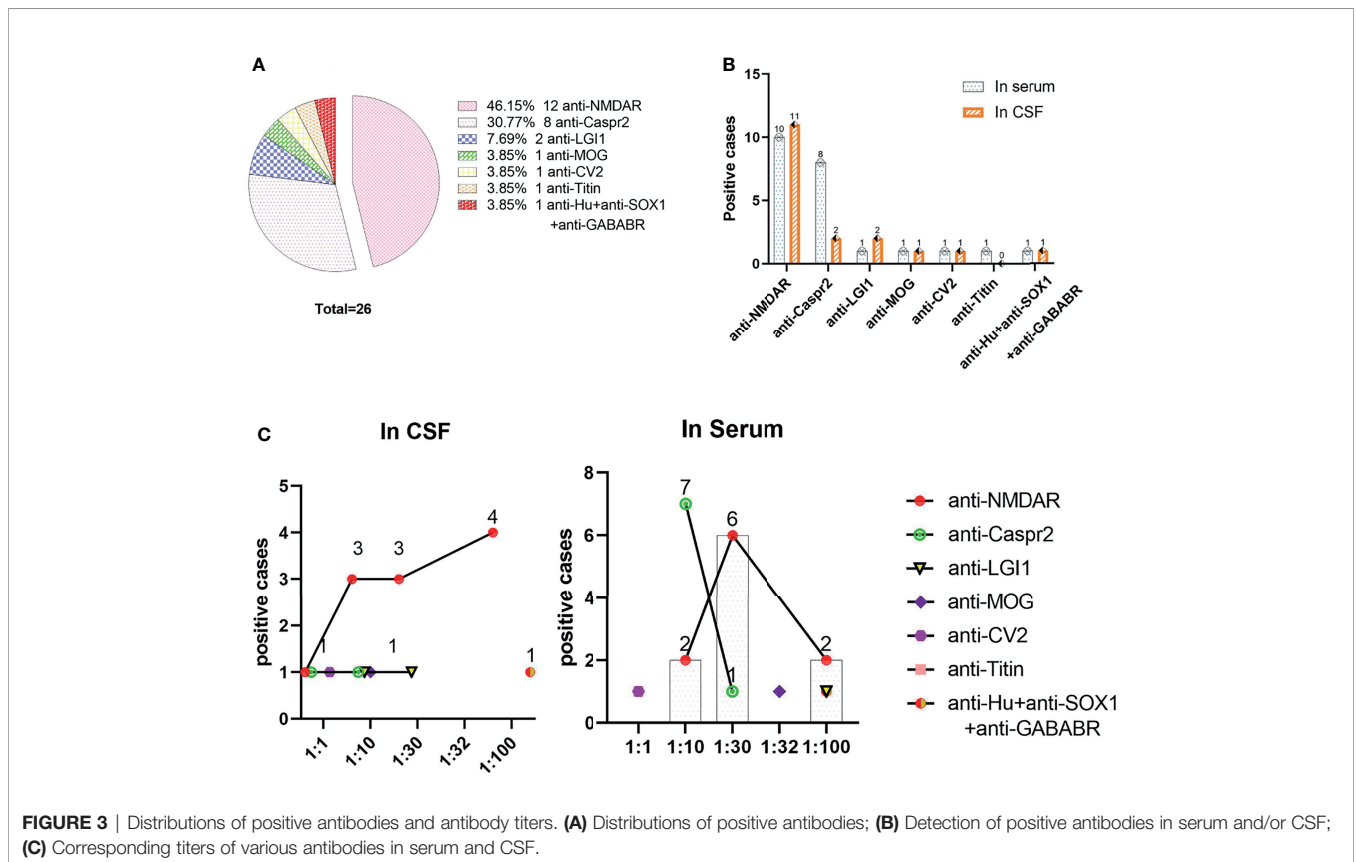 A
46.15% 12 anti-NMDAR
30.77% 8 anti-Caspr2
7.69% 2 anti-LGI1
3.85% 1 anti-MOG
3.85% 1 anti-CV2
3.85% 1 anti-Titin
3.85% 1 anti-Hu+anti-SOX1
+anti-GABABR
Total=26
B
In serum
In CSF
Positive cases
15
10
5
0
10
11
8
2
1
2
1
1
1
1
1
0
1
1
anti-NMDAR
anti-Caspr2
anti-LGI1
anti-MOG
anti-CV2
anti-Titin
anti-Hu+anti-SOX1
+anti-GABABR
C
In CSF
positive cases
5
4
3
2
1
0
1
3
3
4
1
1
1:1
1:10
1:30
1:32
1:100
In Serum
positive cases
8
6
4
2
0
7
2
6
1
2
1:1
1:10
1:30
1:32
1:100
anti-NMDAR
anti-Caspr2
anti-LGI1
anti-MOG
anti-CV2
anti-Titin
anti-Hu+anti-SOX1
+anti-GABABR
FIGURE 3 | Distributions of positive antibodies and antibody titers. (A) Distributions of positive antibodies; (B) Detection of positive antibodies in serum and/or CSF;
(C) Corresponding titers of various antibodies in serum and CSF.